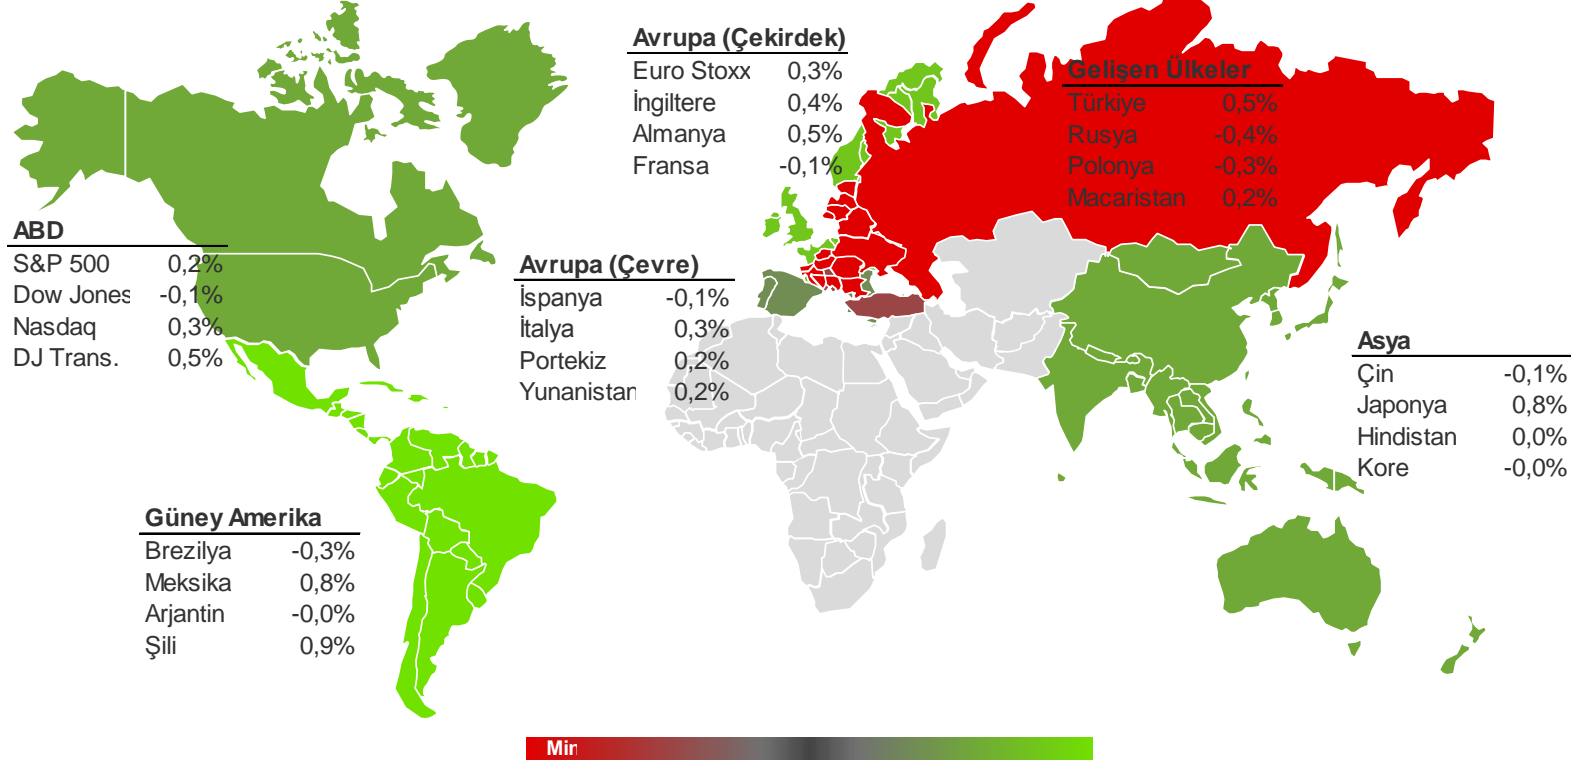 Avrupa (Çekirdek)
Euro Stoxx 0,3%
İngiltere 0,4%
Almanya 0,5%
Fransa -0,1%
Gelişen Ülkeler
Türkiye 0,5%
Rusya -0,4%
Polonya -0,3%
Macaristan 0,2%
ABD
S&P 500 0,2%
Dow Jones -0,1%
Nasdaq 0,3%
DJ Trans. 0,5%
Avrupa (Çevre)
İspanya -0,1%
İtalya 0,3%
Portekiz 0,2%
Yunanistan 0,2%
Asya
Çin -0,1%
Japonya 0,8%
Hindistan 0,0%
Kore -0,0%
Güney Amerika
Brezilya -0,3%
Meksika 0,8%
Arjantin -0,0%
Şili 0,9%
Min